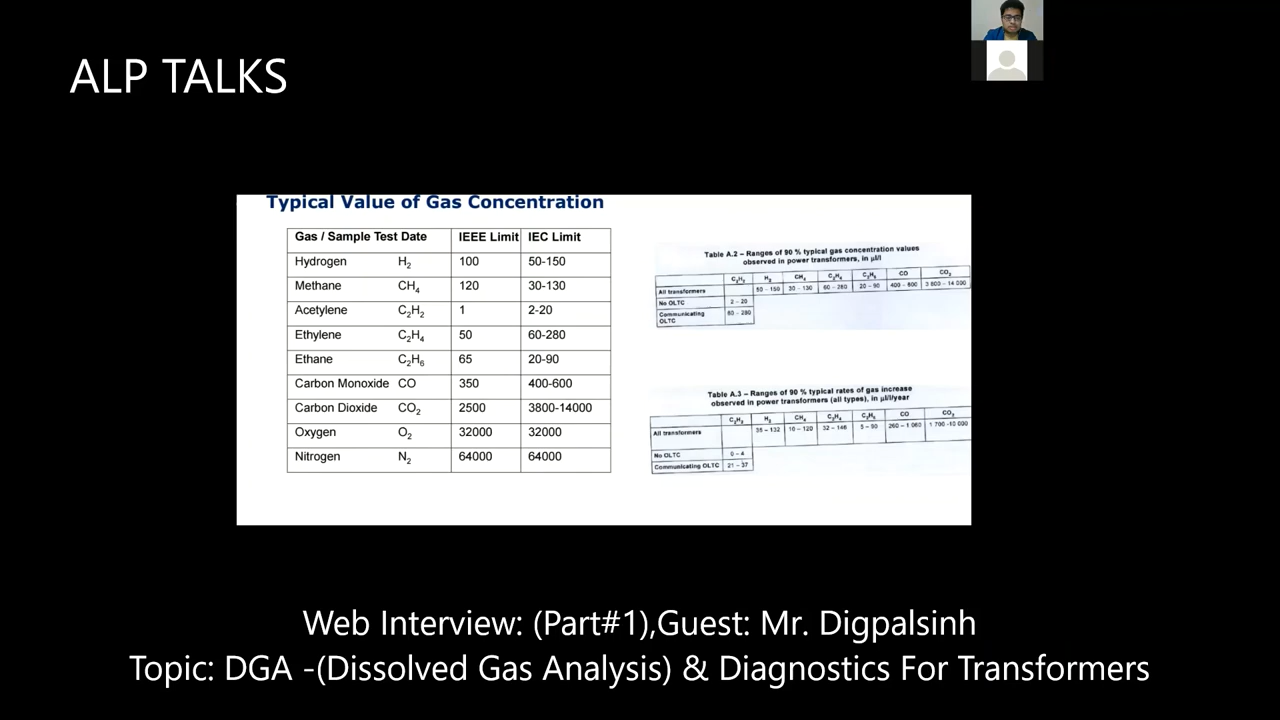 ALP TALKS
Typical Value of Gas Concentration
Gas / Sample Test Date IEEE Limit IEC Limit
Hydrogen H2 100 50-150
Methane CH4 120 30-130
Acetylene C2H2 1 2-20
Ethylene C2H4 50 60-280
Ethane C2H6 65 20-90
Carbon Monoxide CO 350 400-600
Carbon Dioxide CO2 2500 3800-14000
Oxygen O2 32000 32000
Nitrogen N2 64000 64000
Table A.2 – Ranges of 90 % typical gas concentration values
observed in power transformers, in µl/l
C2H2 H2 CH4 C2H4 C2H6 CO CO2
All transformers 50 – 150 30 – 130 60 – 280 20 – 90 400 – 600 3 800 – 14 000
No OLTC 2 – 20
Communicating
OLTC 60 – 280
Table A.3 – Ranges of 90 % typical rates of gas increase
observed in power transformers (all types), in µl/l/year
C2H2 H2 CH4 C2H4 C2H6 CO CO2
All transformers 35 – 132 10 – 120 32 – 146 5 – 90 260 – 1 060 1 700 -10 000
No OLTC 0 – 4
Communicating OLTC 21 – 37
Web Interview: (Part#1),Guest: Mr. Digpalsinh
Topic: DGA -(Dissolved Gas Analysis) & Diagnostics For Transformers